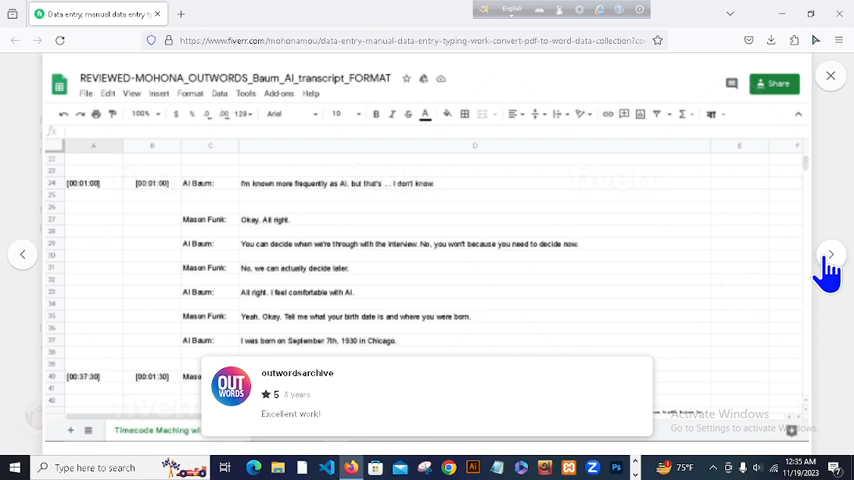 Data entry, manual data entry ty
English
https://www.fiverr.com/mohonamou/data-entry-manual-data-entry-typing-work-convert-pdf-to-word-data-collection?co
REVIEWED-MOHONA_OUTWORDS_Baum_Al_transcript_FORMAT
File Edit View Insert Format Data Tools Add-ons Help
Share
100% $ % .0 .00 123 Arial 10 B I S A
fx
A B C D E F
22
23
24 [00:01:00] [00:01:00] Al Baum: I'm known more frequently as Al, but that's ... I don't know.
25
26
27 Mason Funk: Okay. All right.
28
29 Al Baum: You can decide when we're through with the interview. No, you won't because you need to decide now.
30
31 Mason Funk: No, we can actually decide later.
32
33 Al Baum: All right. I feel comfortable with Al.
34
35 Mason Funk: Yeah. Okay. Tell me what your birth date is and where you were born.
36
37 Al Baum: I was born on September 7th, 1930 in Chicago.
38
39
40 [00:37:30] [00:01:30] Maso
41
42
outwordsarchive
OUT WORDS
5 3 years
Excellent work!
Timecode Maching wi
Activate Windows
Go to Settings to activate Windows.
Type here to search
75°F
12:35 AM
11/19/2023
7